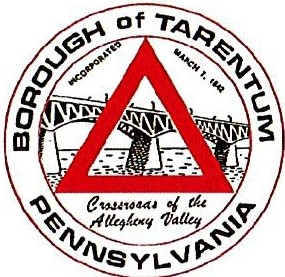 BOROUGH of TARENTUM
INCORPORATED MARCH 7, 1842
Crossroads of the
Allegheny Valley
PENNSYLVANIA